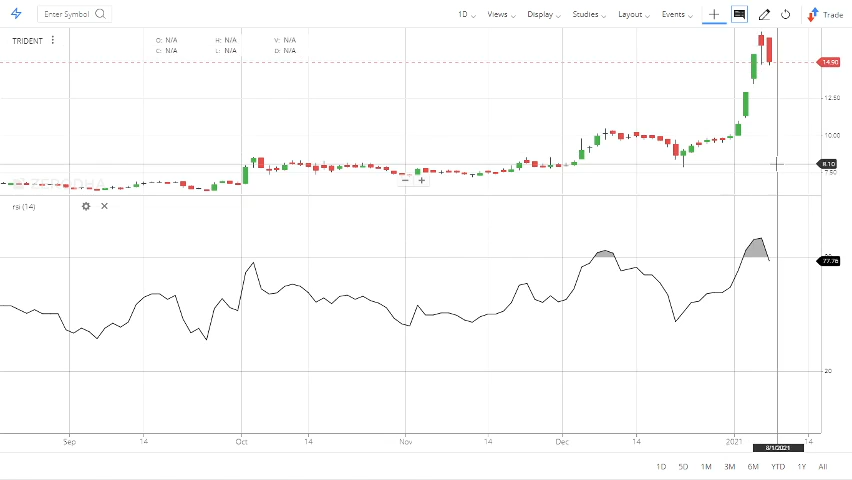 Enter Symbol 1D Views Display Studies Layout Events Trade
TRIDENT O: N/A H: N/A V: N/A
C: N/A L: N/A D: N/A
14.90
12.50
10.00
8.10
7.50
ZERODHA
− +
rsi (14)
77.76
20
Sep 14 Oct 14 Nov 14 Dec 14 2021 14
8/1/2021
1D 5D 1M 3M 6M YTD 1Y All